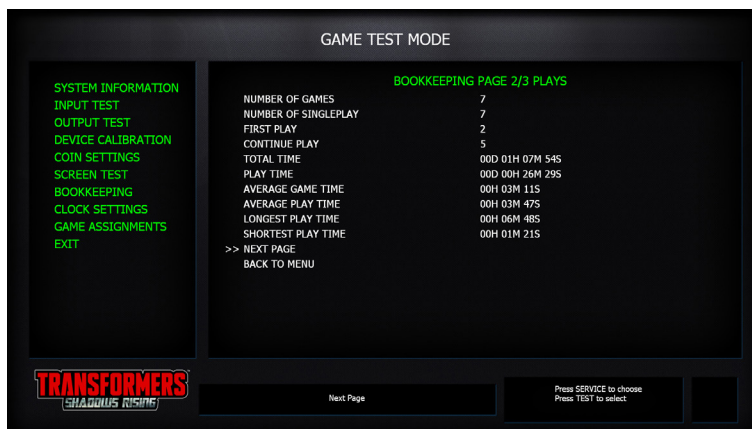 GAME TEST MODE
SYSTEM INFORMATION
INPUT TEST
OUTPUT TEST
DEVICE CALIBRATION
COIN SETTINGS
SCREEN TEST
BOOKKEEPING
CLOCK SETTINGS
GAME ASSIGNMENTS
EXIT
BOOKKEEPING PAGE 2/3 PLAYS
NUMBER OF GAMES 7
NUMBER OF SINGLEPLAY 7
FIRST PLAY 2
CONTINUE PLAY 5
TOTAL TIME 00D 01H 07M 54S
PLAY TIME 00D 00H 26M 29S
AVERAGE GAME TIME 00H 03M 11S
AVERAGE PLAY TIME 00H 03M 47S
LONGEST PLAY TIME 00H 06M 48S
SHORTEST PLAY TIME 00H 01M 21S
>> NEXT PAGE
BACK TO MENU
TRANSFORMERS
SHADOWS RISING
Next Page
Press SERVICE to choose
Press TEST to select